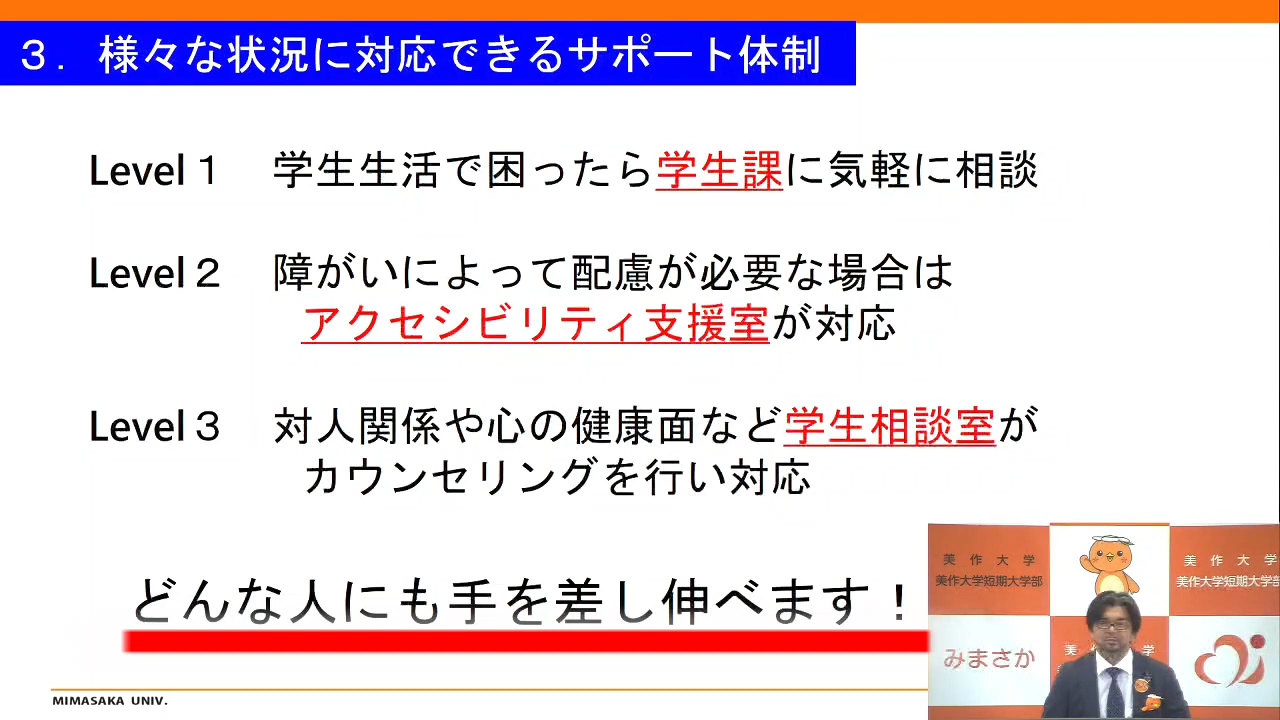 ３．様々な状況に対応できるサポート体制
Level１　学生生活で困ったら学生課に気軽に相談
Level２　障がいによって配慮が必要な場合は
アクセシビリティ支援室が対応
Level３　対人関係や心の健康面など学生相談室が
カウンセリングを行い対応
どんな人にも手を差し伸べます！
美作大学
美作大学短期大学部
美作大学
美作大学短期大学部
みまさか
美
学
MIMASAKA UNIV.